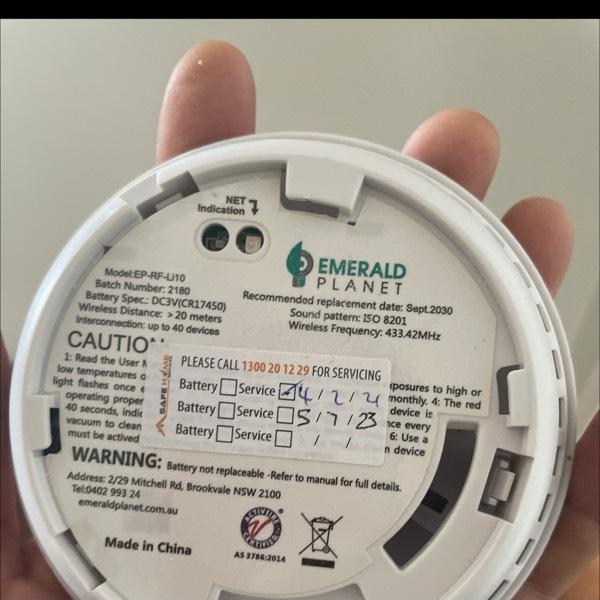 NET
Indication
EMERALD
PLANET
Model:EP-RF-Li10
Batch Number: 2180
Battery Spec.: DC3V(CR17450)
Wireless Distance: > 20 meters
Interconnection: up to 40 devices
Recommended replacement date: Sept.2030
Sound pattern: ISO 8201
Wireless Frequency: 433.42MHz
CAUTION
1: Read the User M
low temperatures o
light flashes once
operating proper
40 seconds, indic
vacuum to clean
must be actived
xposures to high or
monthly. 4: The red
device is
nce every
6: Use a
n device
SAFE HOME
PLEASE CALL 1300 20 12 29 FOR SERVICING
Battery Service 4 / 2 / 21
Battery Service 5 / 7 / 23
Battery Service / /
WARNING: Battery not replaceable -Refer to manual for full details.
Address: 2/29 Mitchell Rd, Brookvale NSW 2100
Tel:0402 993 24
emeraldplanet.com.au
Made in China
ACTIVFIRE
CERTIFIED
AS 3786:2014